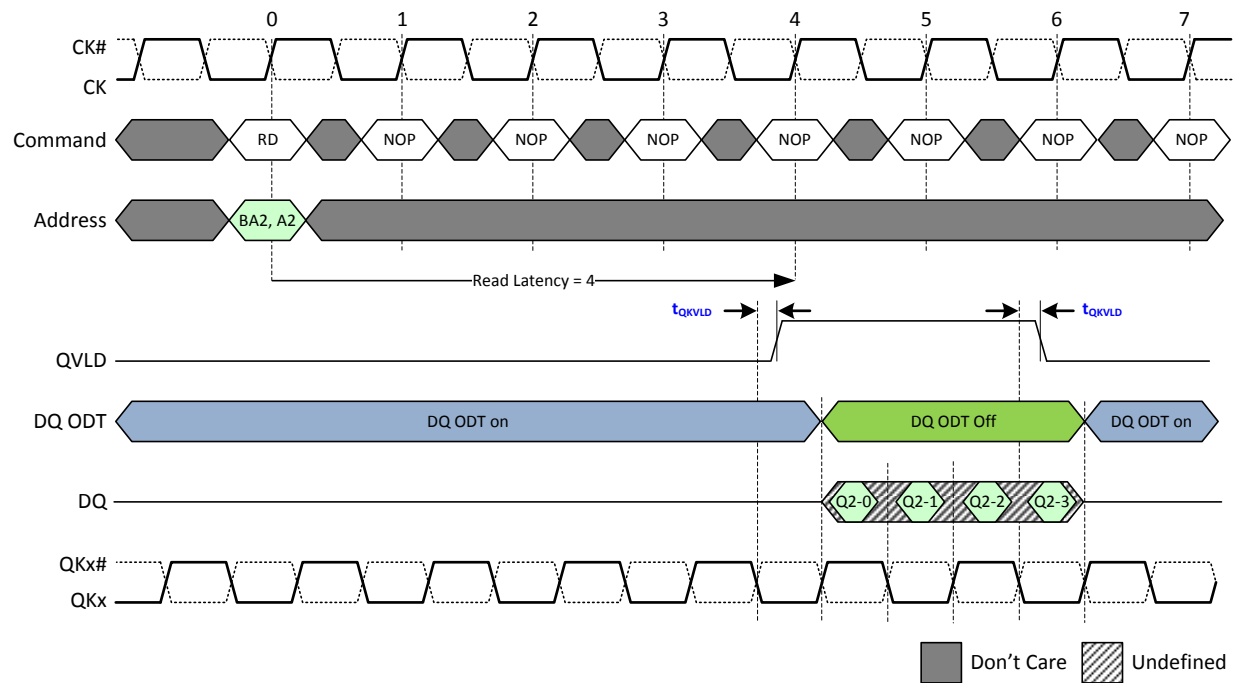 0 1 2 3 4 5 6 7
CK#
CK
Command RD NOP NOP NOP NOP NOP NOP NOP
Address BA2, A2
Read Latency = 4
tQKVLD tQKVLD
QVLD
DQ ODT DQ ODT on DQ ODT Off DQ ODT on
DQ Q2-0 Q2-1 Q2-2 Q2-3
QKx#
QKx
Don't Care Undefined